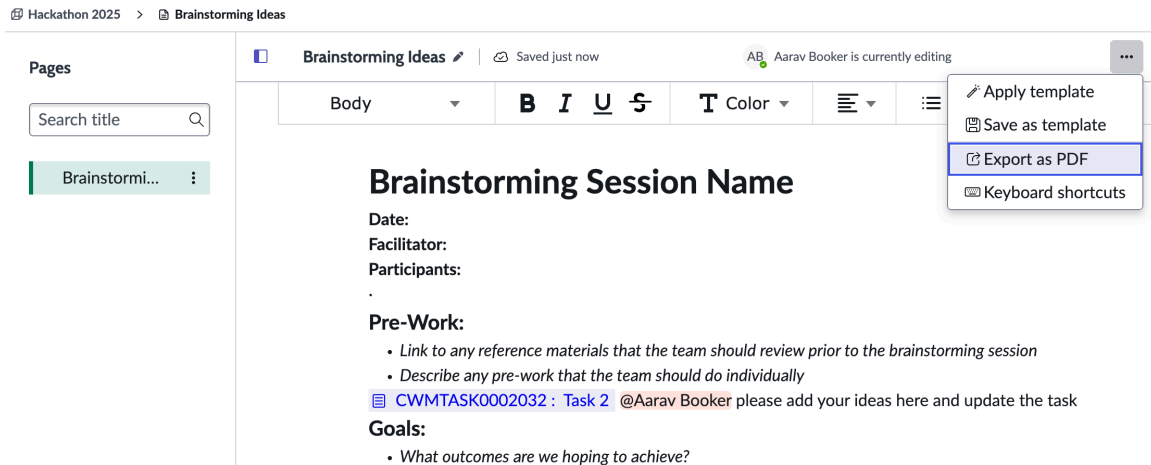 Hackathon 2025 > Brainstorming Ideas
Pages
Search title
Brainstormi...
Brainstorming Ideas
Saved just now
AB Aarav Booker is currently editing
Body
B I U S T Color
Apply template
Save as template
Export as PDF
Keyboard shortcuts
Brainstorming Session Name
Date:
Facilitator:
Participants:
.
Pre-Work:
• Link to any reference materials that the team should review prior to the brainstorming session
• Describe any pre-work that the team should do individually
CWMTASK0002032 : Task 2 @Aarav Booker please add your ideas here and update the task
Goals:
• What outcomes are we hoping to achieve?